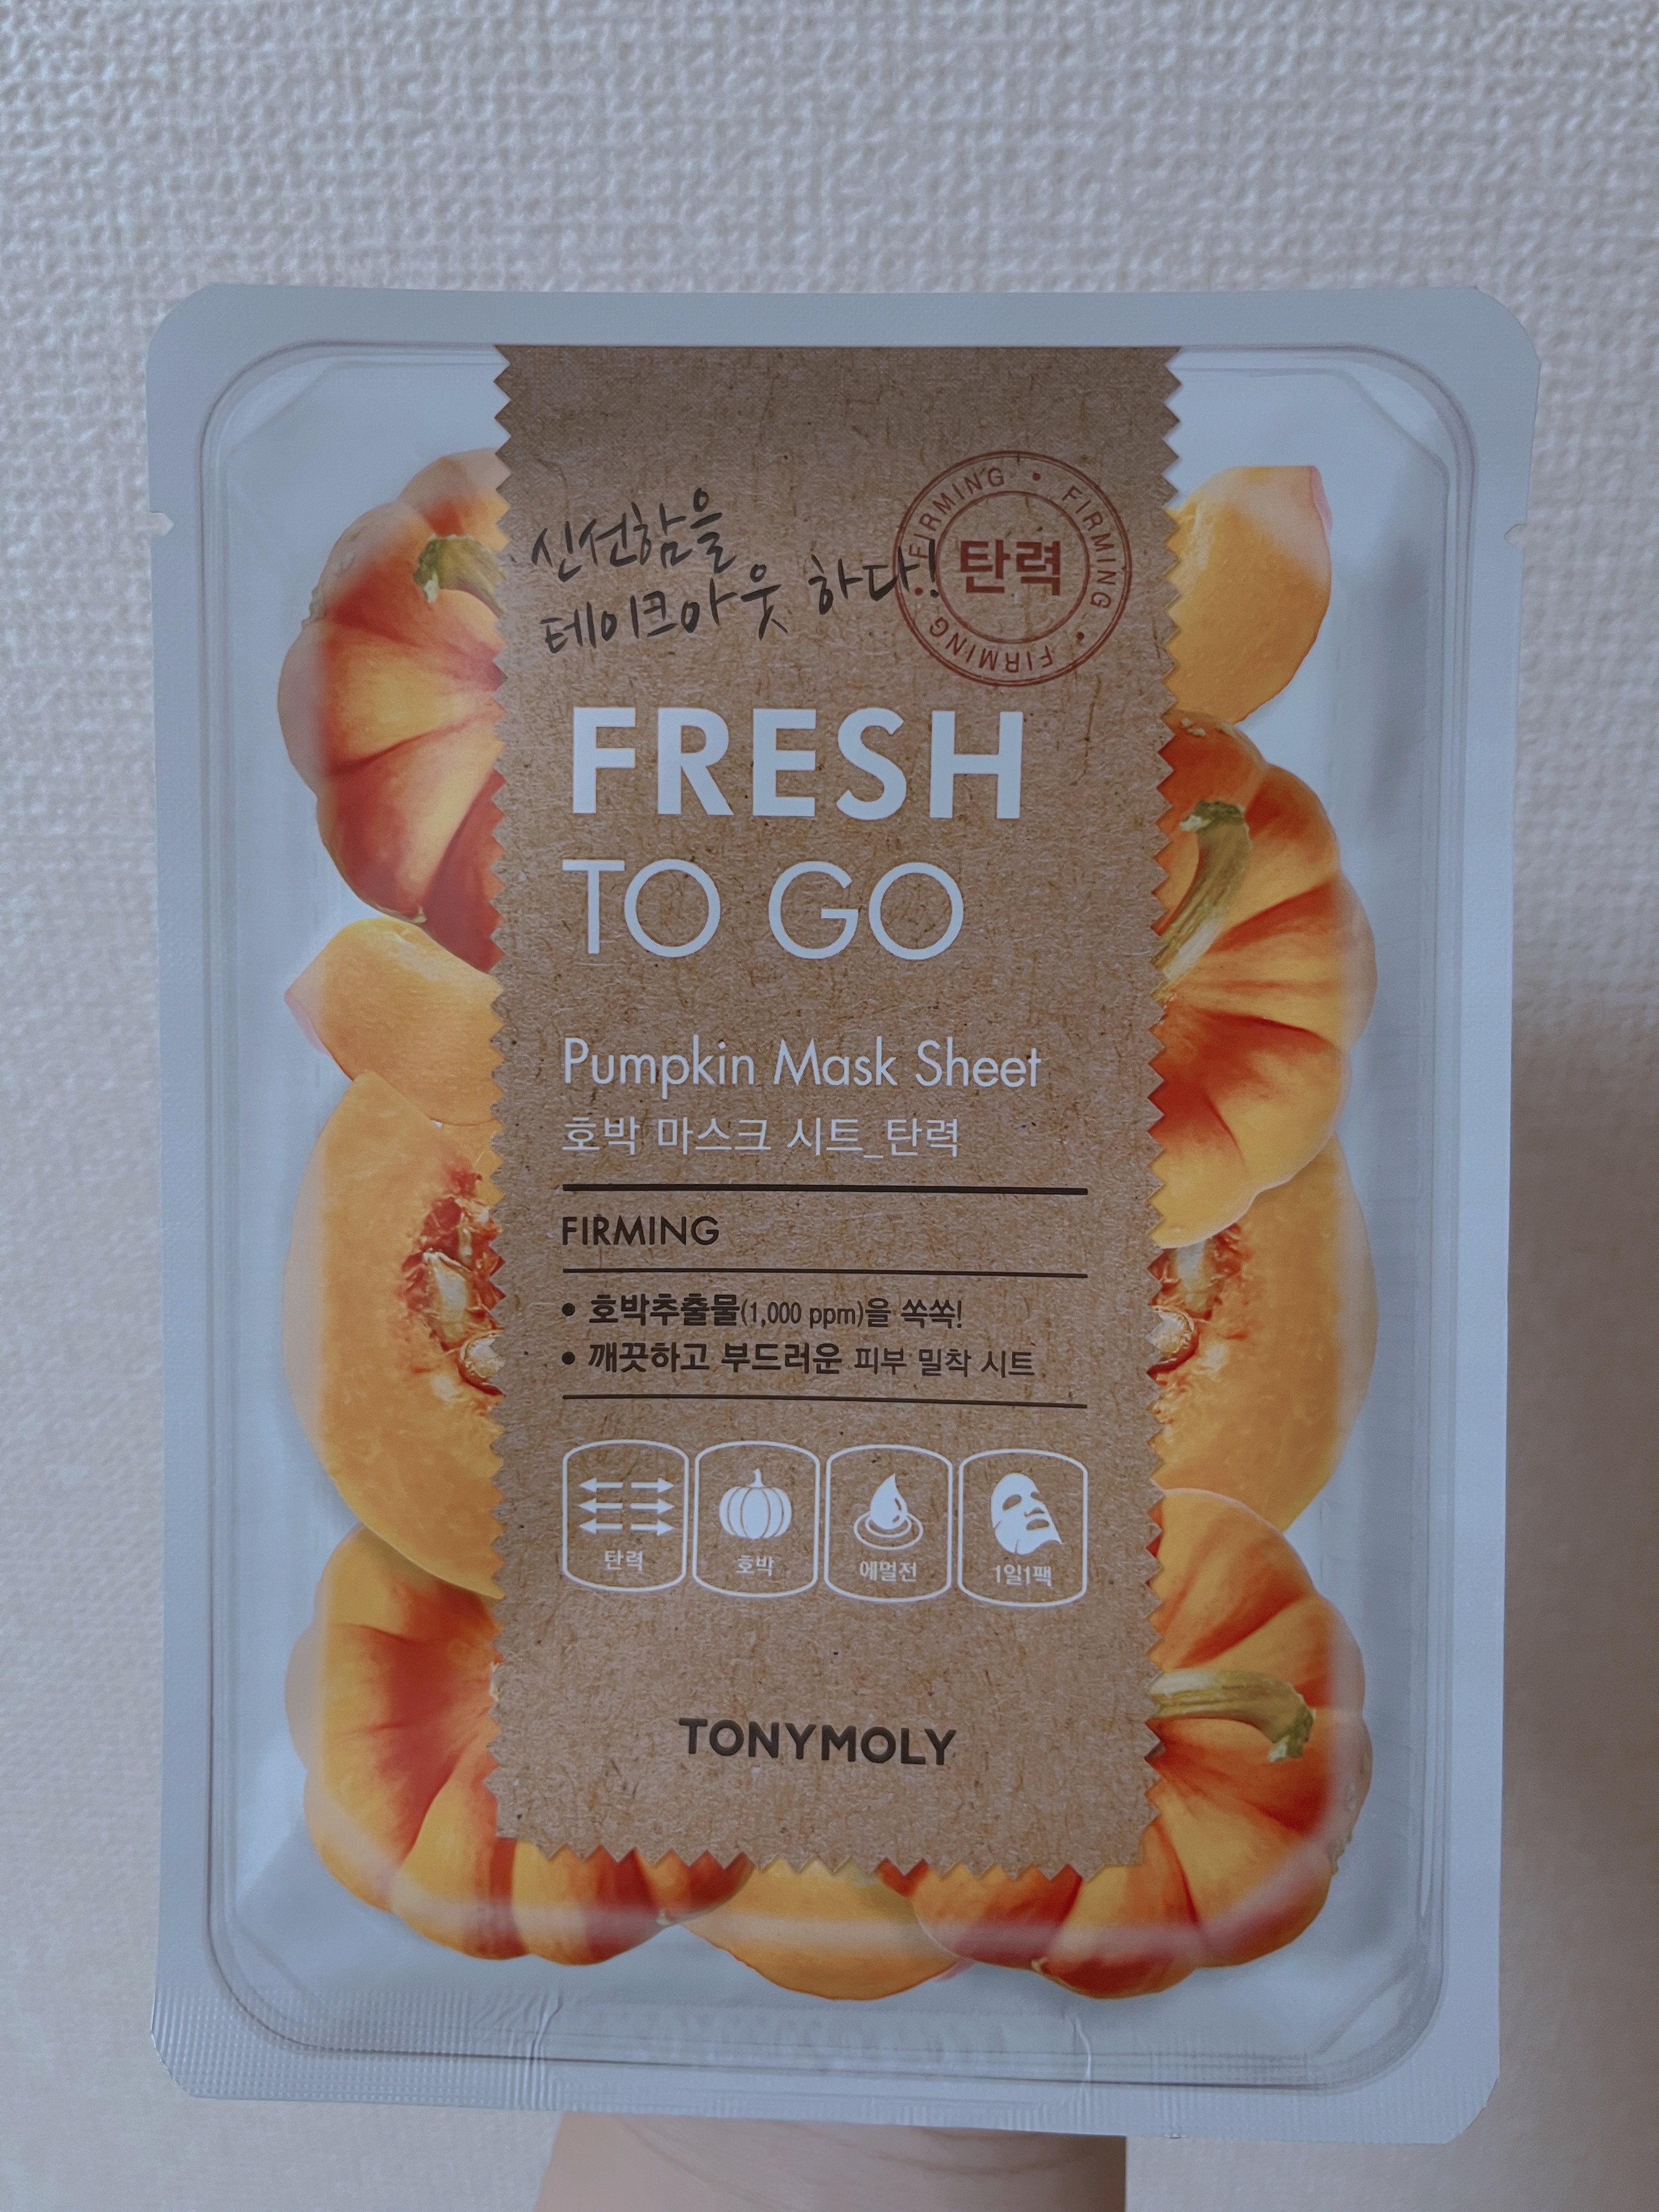 신선함을
테이크아웃 하다!
FIRMING • FIRMING • FIRMING •
탄력
FRESH
TO GO
Pumpkin Mask Sheet
호박 마스크 시트_탄력
FIRMING
• 호박추출물(1,000 ppm)을 쏙쏙!
• 깨끗하고 부드러운 피부 밀착 시트
탄력 호박 에멀전 1일1팩
TONYMOLY